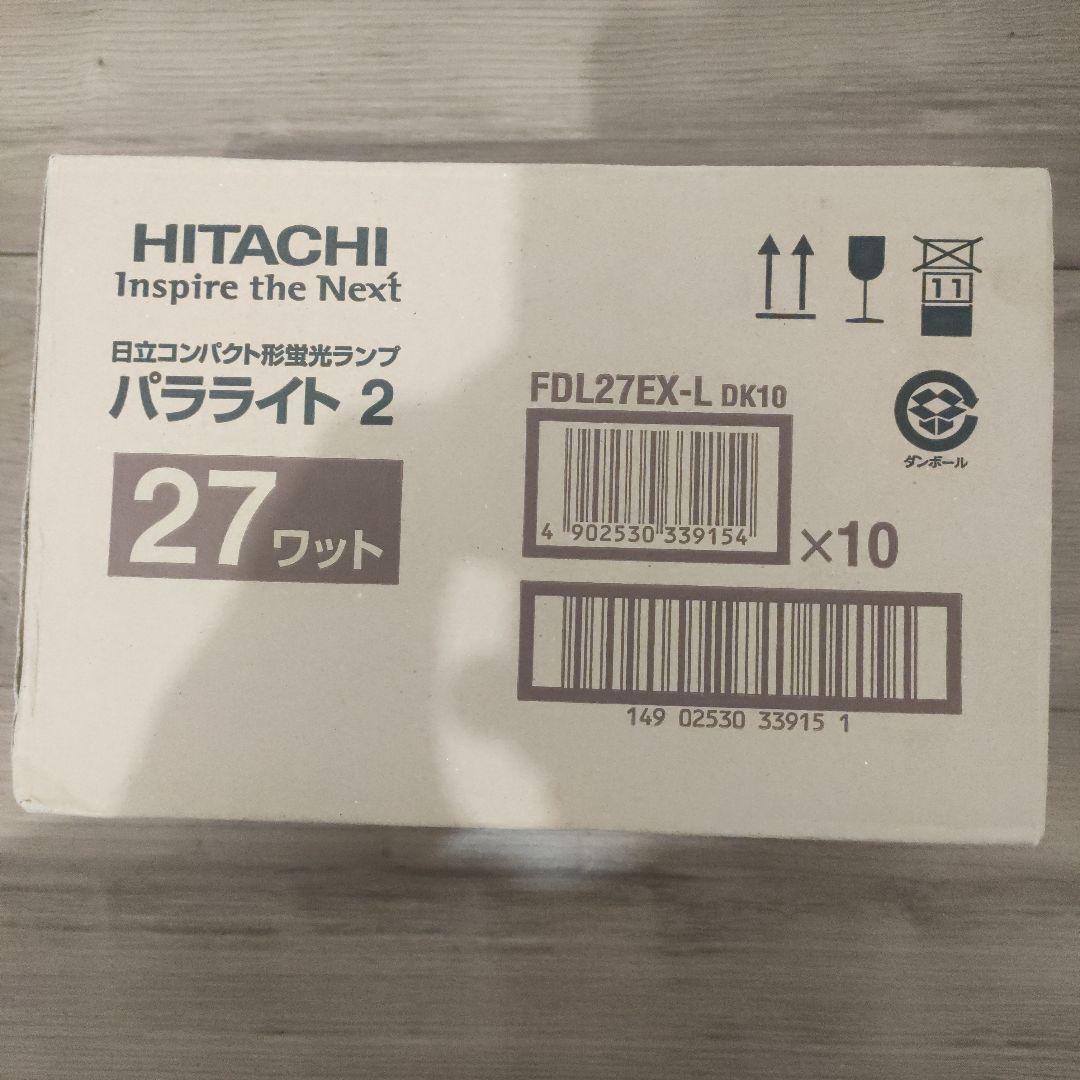 HITACHI
Inspire the Next
日立コンパクト形蛍光ランプ
パラライト 2
27ワット
11
FDL27EX-L DK10
4 902530 339154
×10
ダンボール
149 02530 33915 1